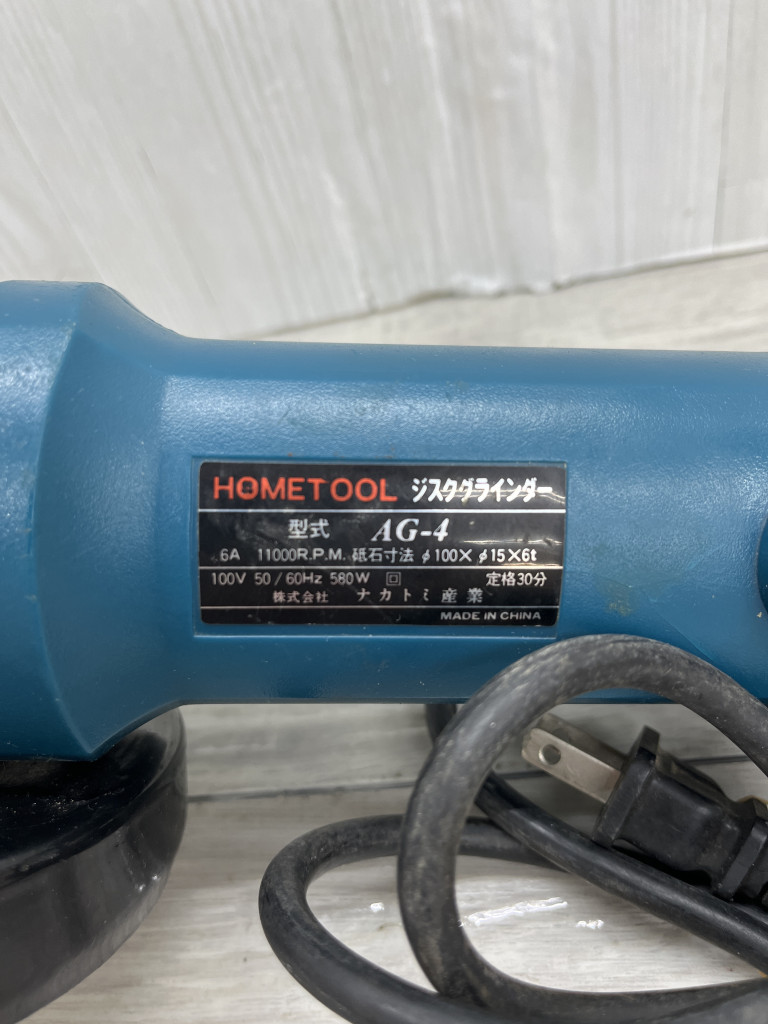 HOMETOOL ジスクグラインダー
型式 AG-4
6A 11000R.P.M. 砥石寸法 φ100×φ15×6t
100V 50/60Hz 580W 回 定格30分
株式会社 ナカトミ産業
MADE IN CHINA